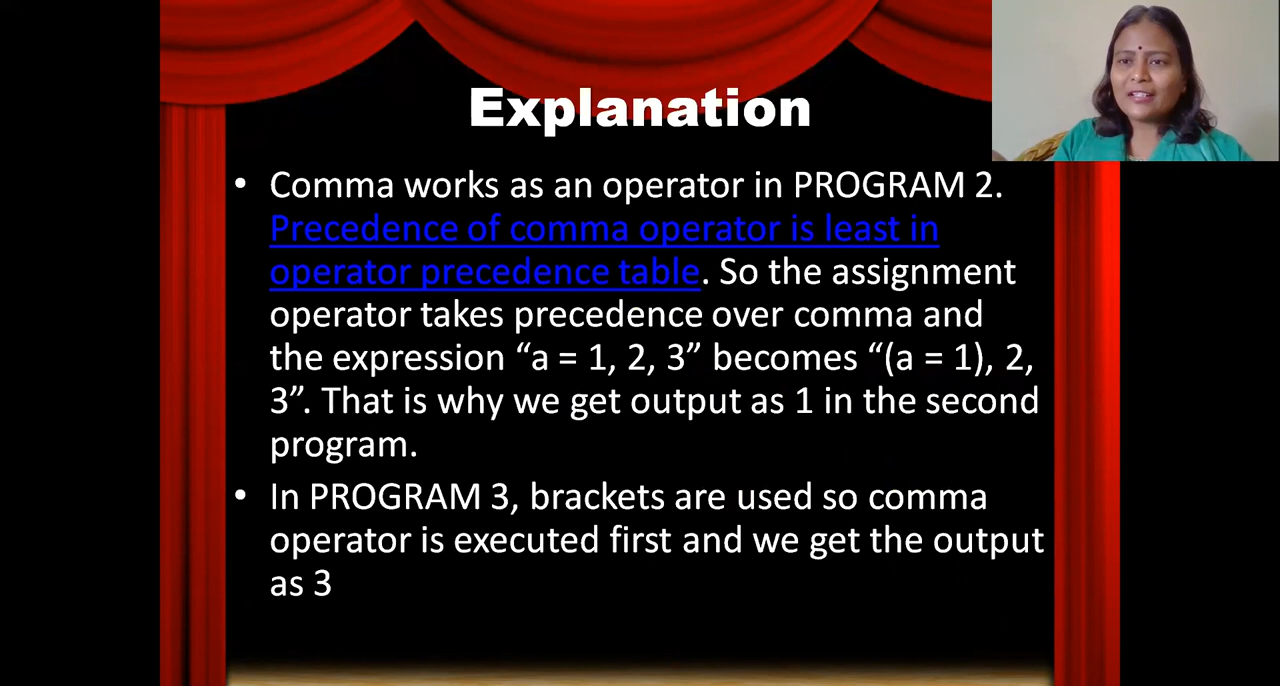 Explanation
• Comma works as an operator in PROGRAM 2.
Precedence of comma operator is least in
operator precedence table. So the assignment
operator takes precedence over comma and
the expression “a = 1, 2, 3” becomes “(a = 1), 2,
3”. That is why we get output as 1 in the second
program.
• In PROGRAM 3, brackets are used so comma
operator is executed first and we get the output
as 3